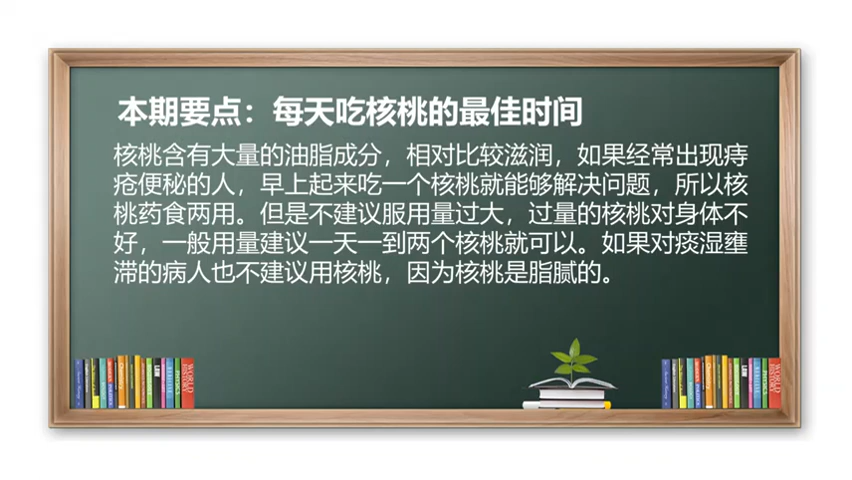 本期要点：每天吃核桃的最佳时间
核桃含有大量的油脂成分，相对比较滋润，如果经常出现痔
疮便秘的人，早上起来吃一个核桃就能够解决问题，所以核
桃药食两用。但是不建议服用量过大，过量的核桃对身体不
好，一般用量建议一天一到两个核桃就可以。如果对痰湿壅
滞的病人也不建议用核桃，因为核桃是脂腻的。
WORLD HISTORY
WORLD HISTORY